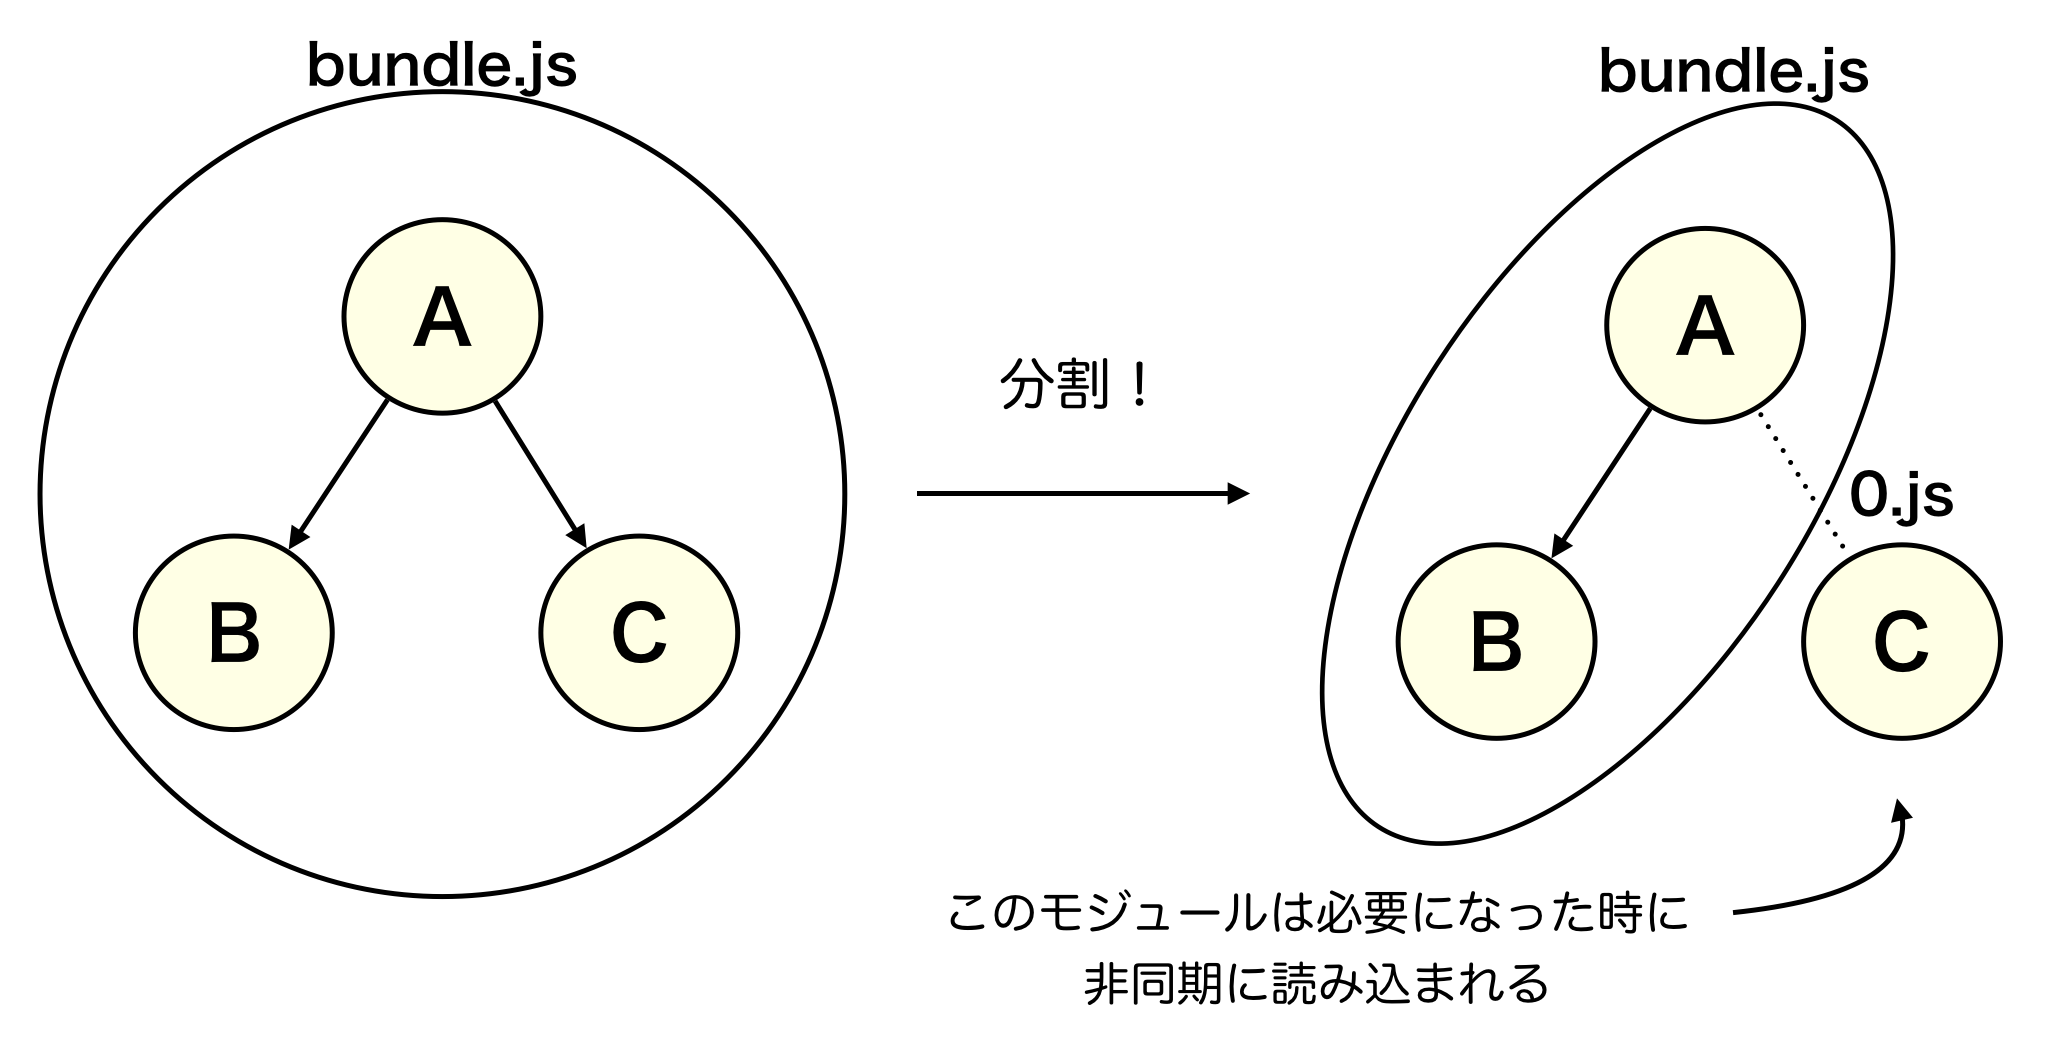 bundle.js
A
B
C
分割！
bundle.js
A
B
0.js
C
このモジュールは必要になった時に
非同期に読み込まれる